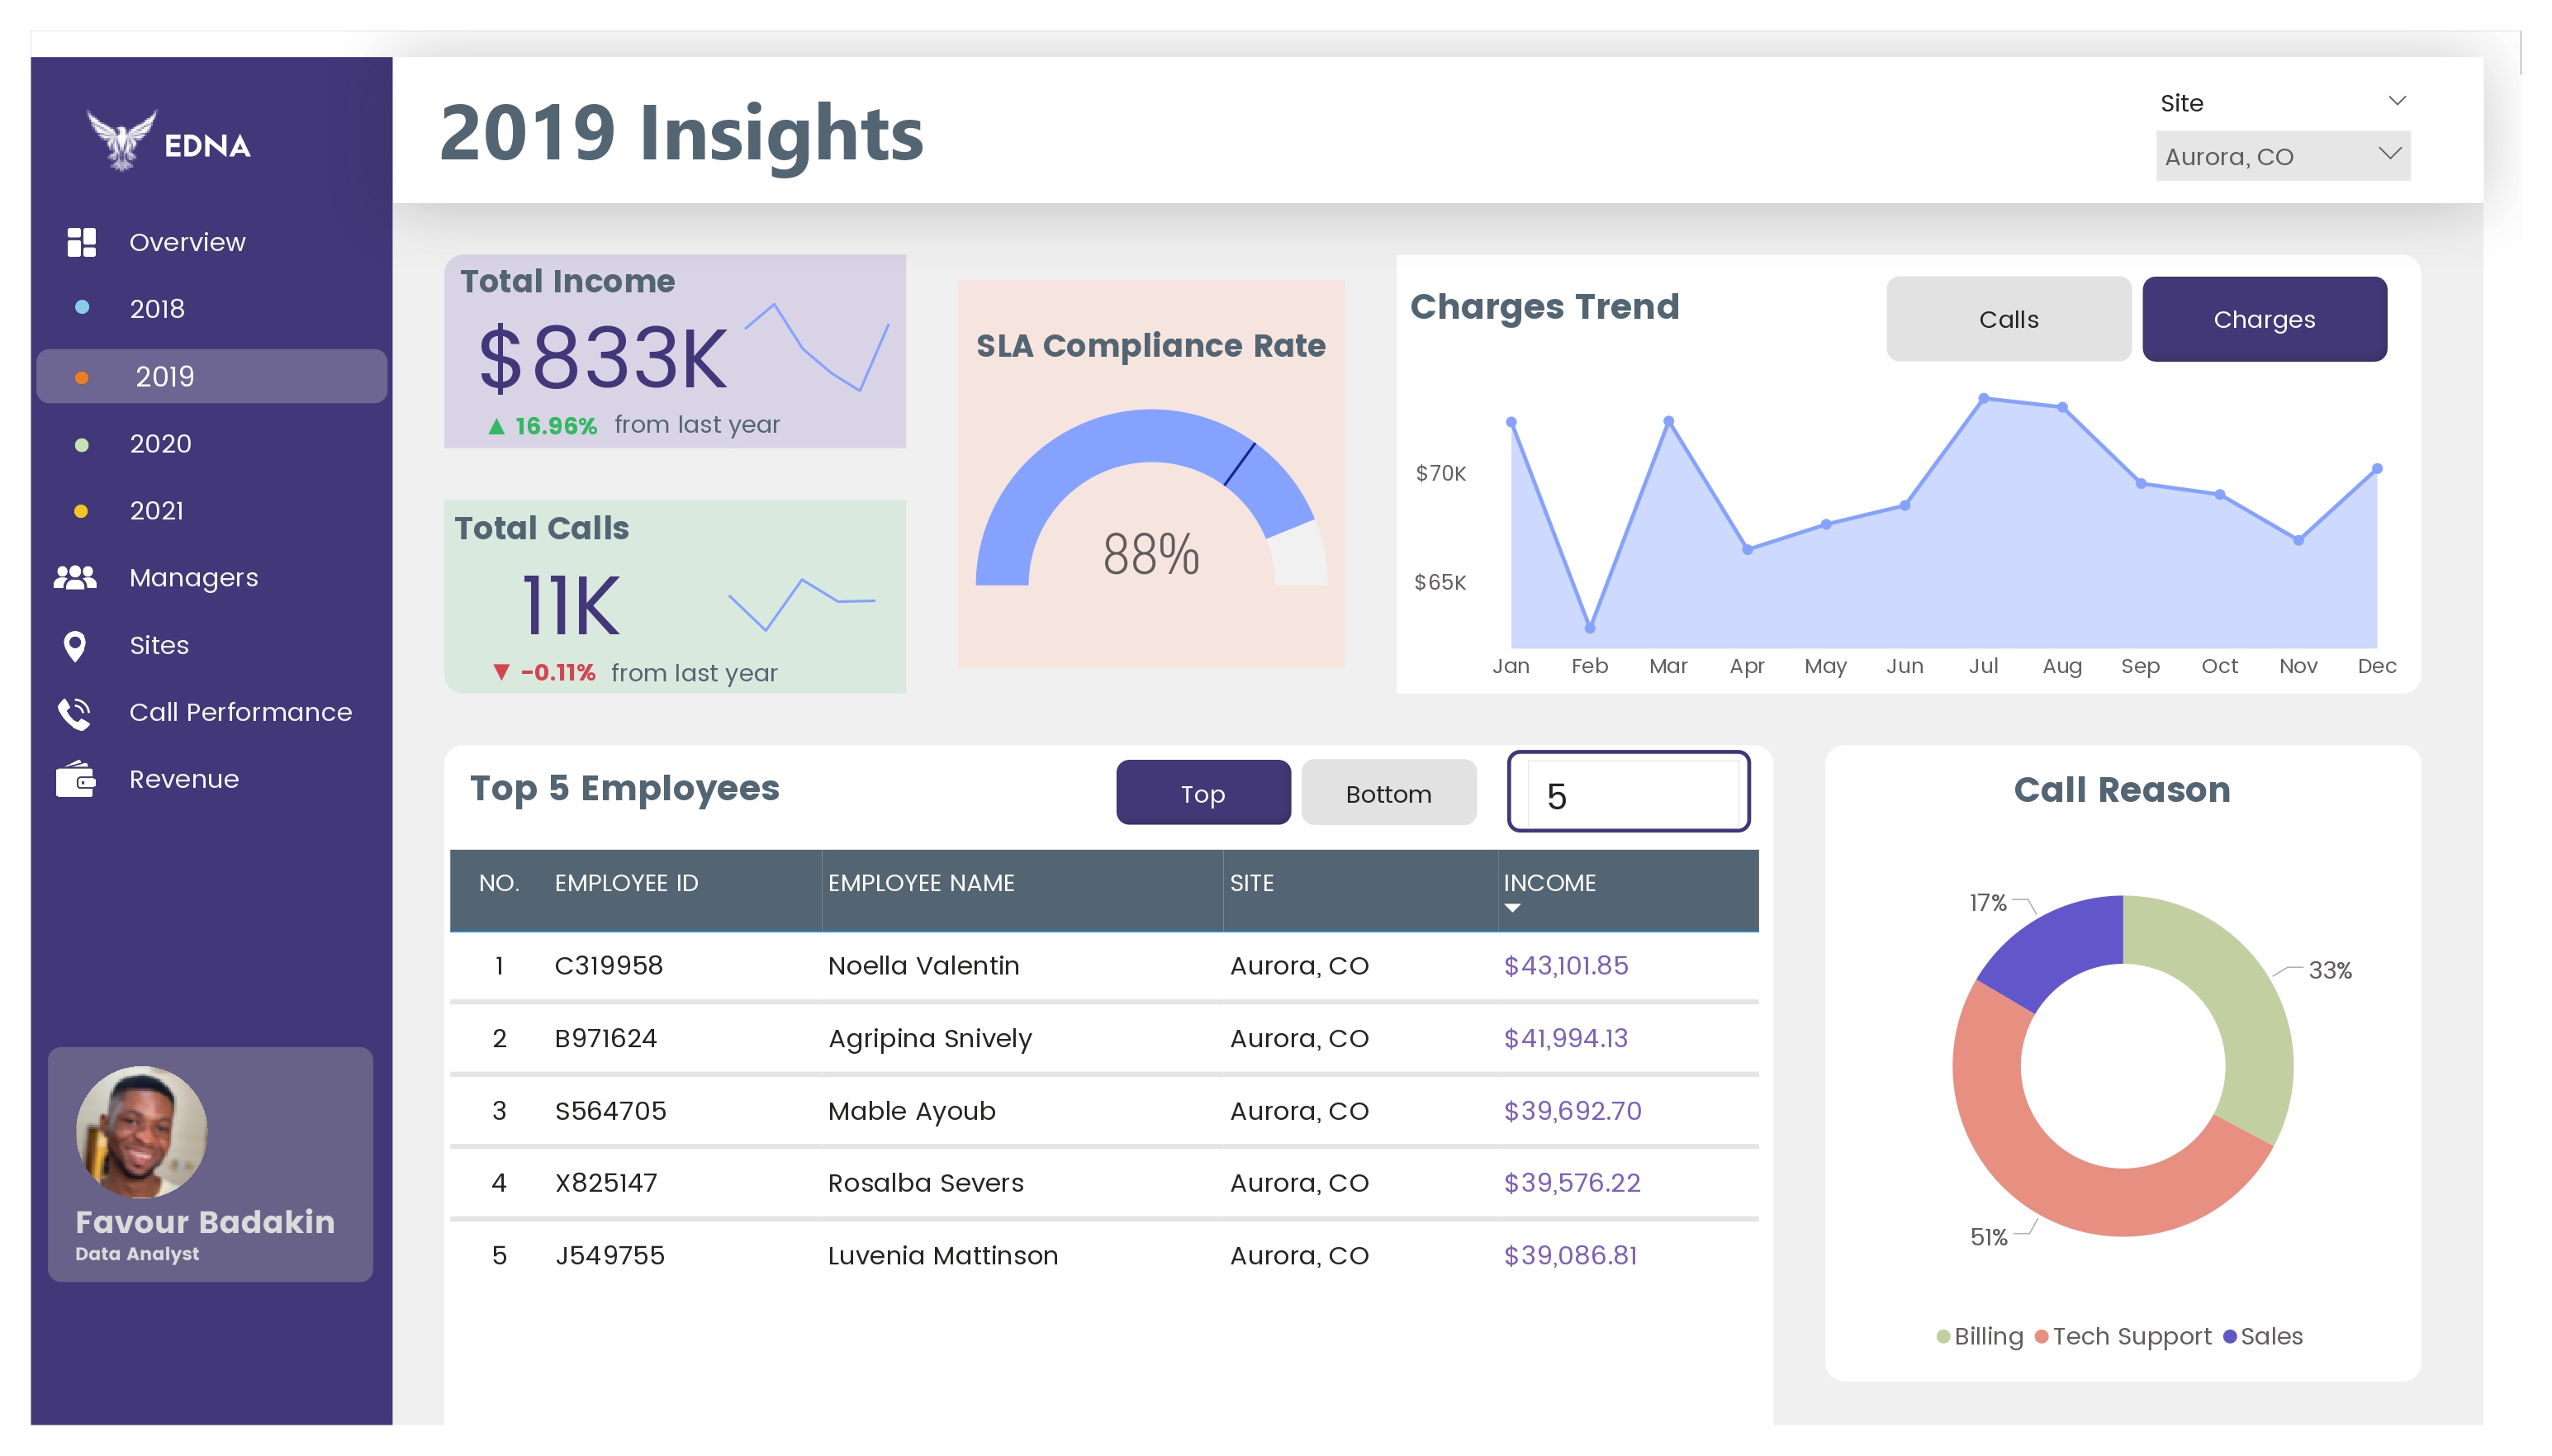 EDNA
Overview
2018
2019
2020
2021
Managers
Sites
Call Performance
Revenue
Favour Badakin
Data Analyst
2019 Insights
Site
Aurora, CO
Total Income
$833K
▲ 16.96% from last year
Total Calls
11K
▼ -0.11% from last year
SLA Compliance Rate
88%
Charges Trend
Calls
Charges
$70K
$65K
Jan Feb Mar Apr May Jun Jul Aug Sep Oct Nov Dec
Top 5 Employees
Top
Bottom
5
NO. EMPLOYEE ID EMPLOYEE NAME SITE INCOME
1 C319958 Noella Valentin Aurora, CO $43,101.85
2 B971624 Agripina Snively Aurora, CO $41,994.13
3 S564705 Mable Ayoub Aurora, CO $39,692.70
4 X825147 Rosalba Severs Aurora, CO $39,576.22
5 J549755 Luvenia Mattinson Aurora, CO $39,086.81
Call Reason
17%
33%
51%
Billing Tech Support Sales